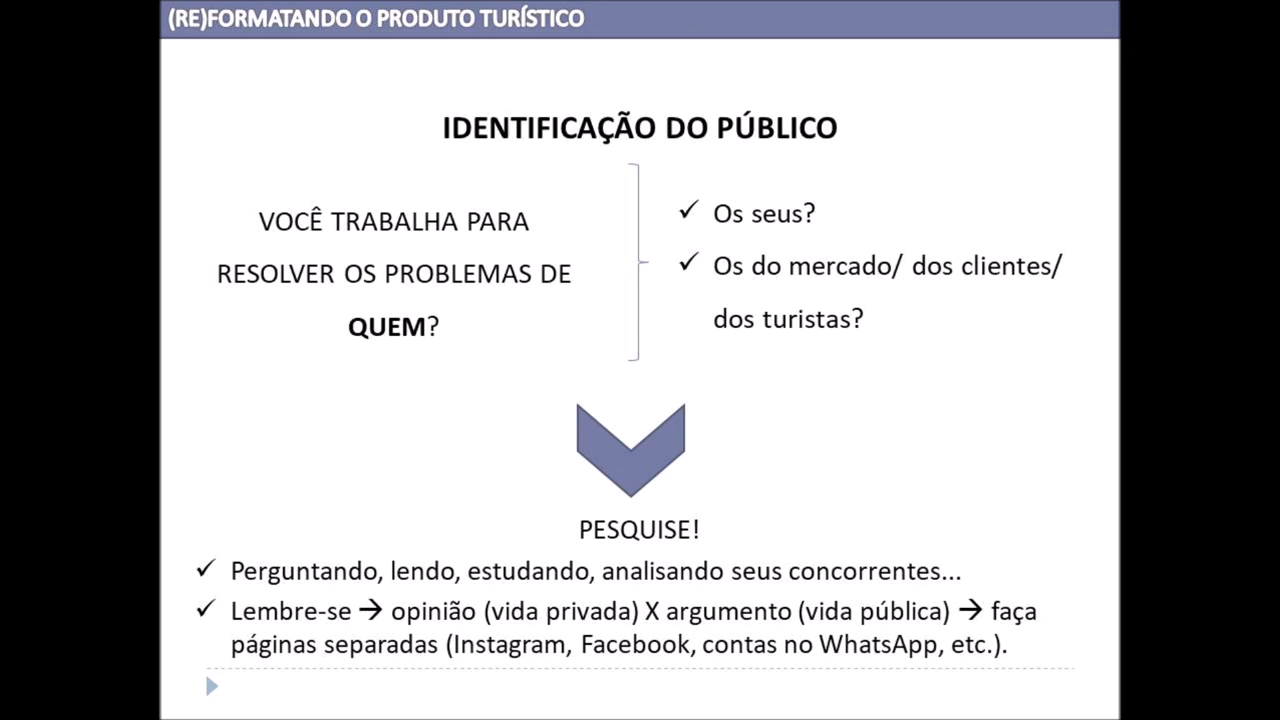 (RE)FORMATANDO O PRODUTO TURÍSTICO
IDENTIFICAÇÃO DO PÚBLICO
VOCÊ TRABALHA PARA
RESOLVER OS PROBLEMAS DE
QUEM?
✓ Os seus?
✓ Os do mercado/ dos clientes/
dos turistas?
PESQUISE!
✓ Perguntando, lendo, estudando, analisando seus concorrentes...
✓ Lembre-se → opinião (vida privada) X argumento (vida pública) → faça
páginas separadas (Instagram, Facebook, contas no WhatsApp, etc.).